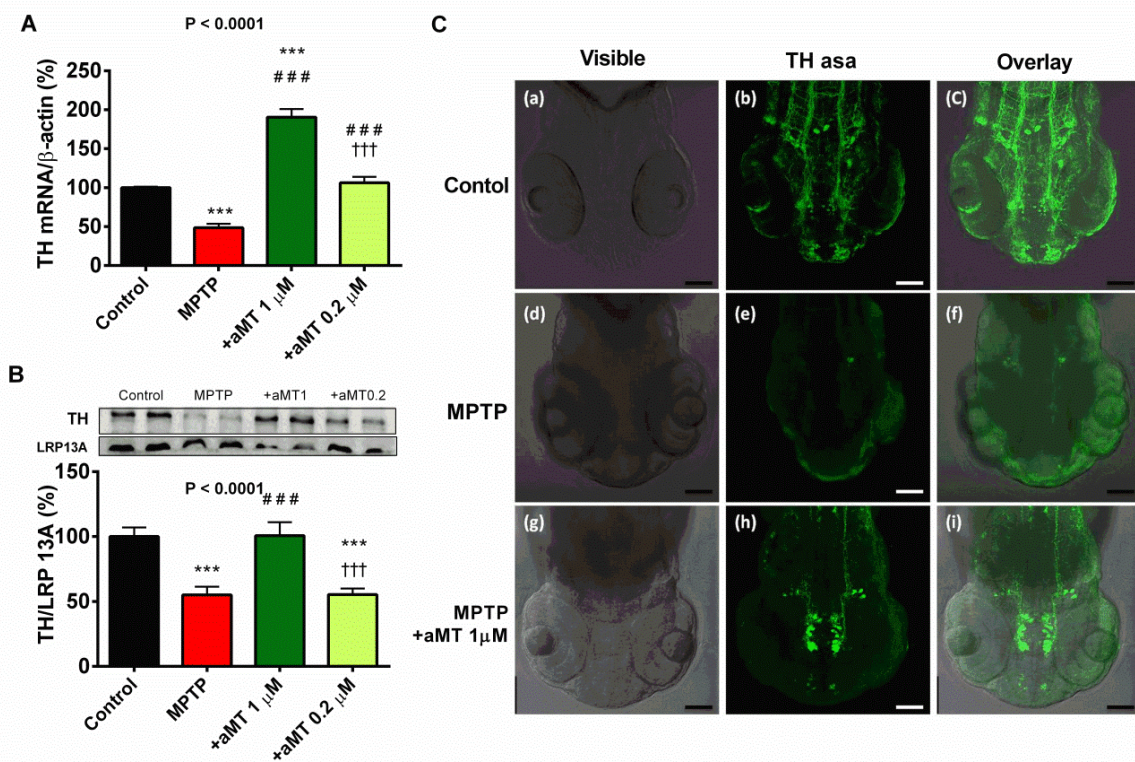 A
P < 0.0001
TH mRNA/β-actin (%)
250
200
150
100
50
0
***
***
# # #
# # #
†††
Control
MPTP
+aMT 1 μM
+aMT 0.2 μM
B
Control MPTP +aMT1 +aMT0.2
TH
LRP13A
P < 0.0001
TH/LRP 13A (%)
150
100
50
0
***
# # #
***
†††
Control
MPTP
+aMT 1 μM
+aMT 0.2 μM
C
Visible TH asa Overlay
Contol
(a) (b) (C)
MPTP
(d) (e) (f)
MPTP
+aMT 1μM
(g) (h) (i)